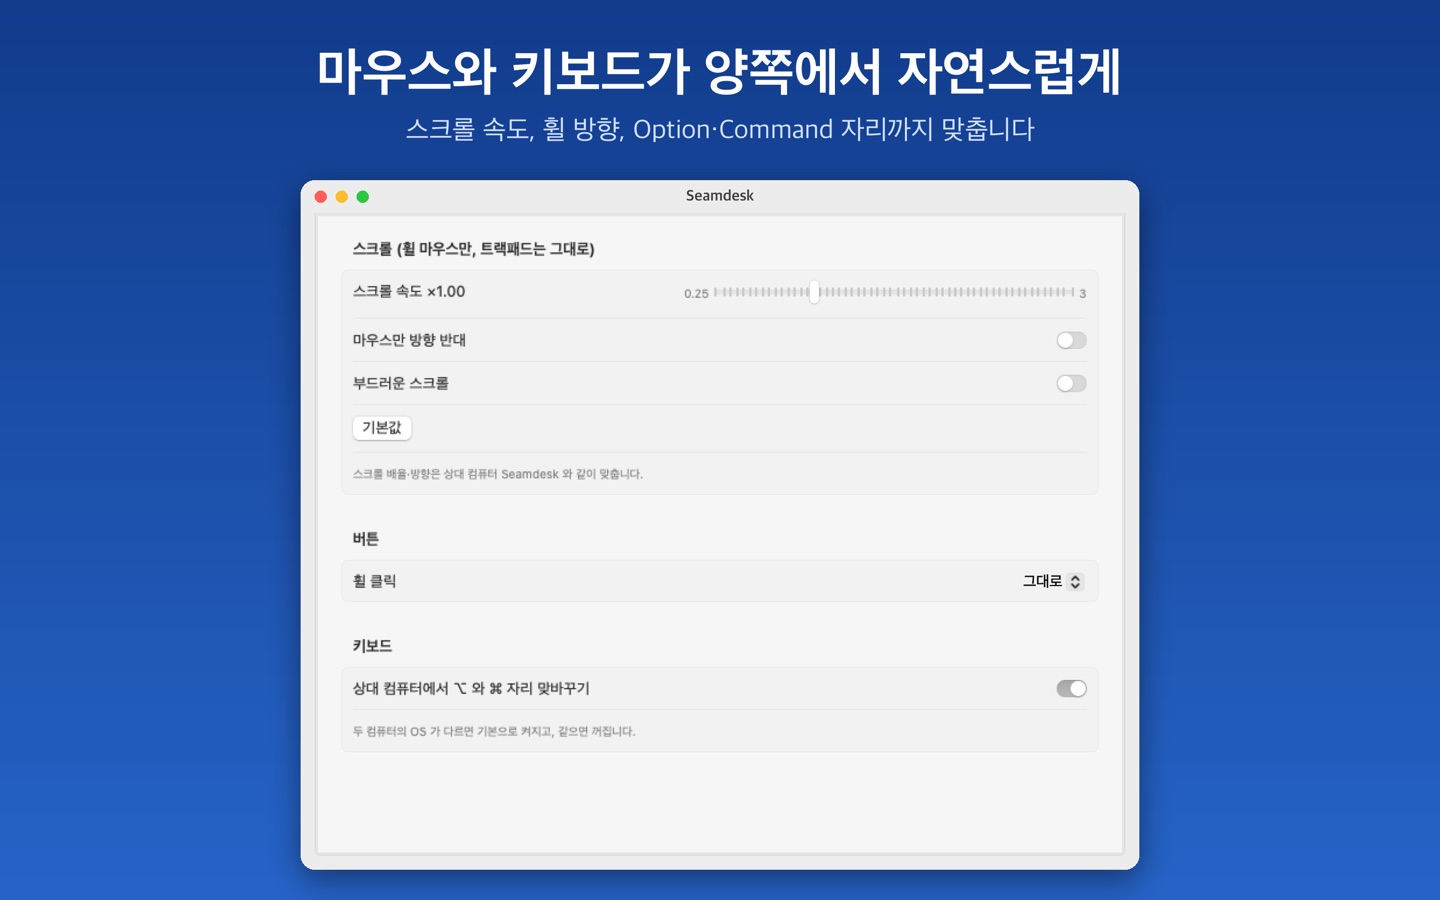 마우스와 키보드가 양쪽에서 자연스럽게
스크롤 속도, 휠 방향, Option·Command 자리까지 맞춥니다
Seamdesk
스크롤 (휠 마우스만, 트랙패드는 그대로)
스크롤 속도 ×1.00 0.25 3
마우스만 방향 반대
부드러운 스크롤
기본값
스크롤 배율·방향은 상대 컴퓨터 Seamdesk 와 같이 맞춥니다.
버튼
휠 클릭 그대로
키보드
상대 컴퓨터에서 ⌥ 와 ⌘ 자리 맞바꾸기
두 컴퓨터의 OS 가 다르면 기본으로 켜지고, 같으면 꺼집니다.